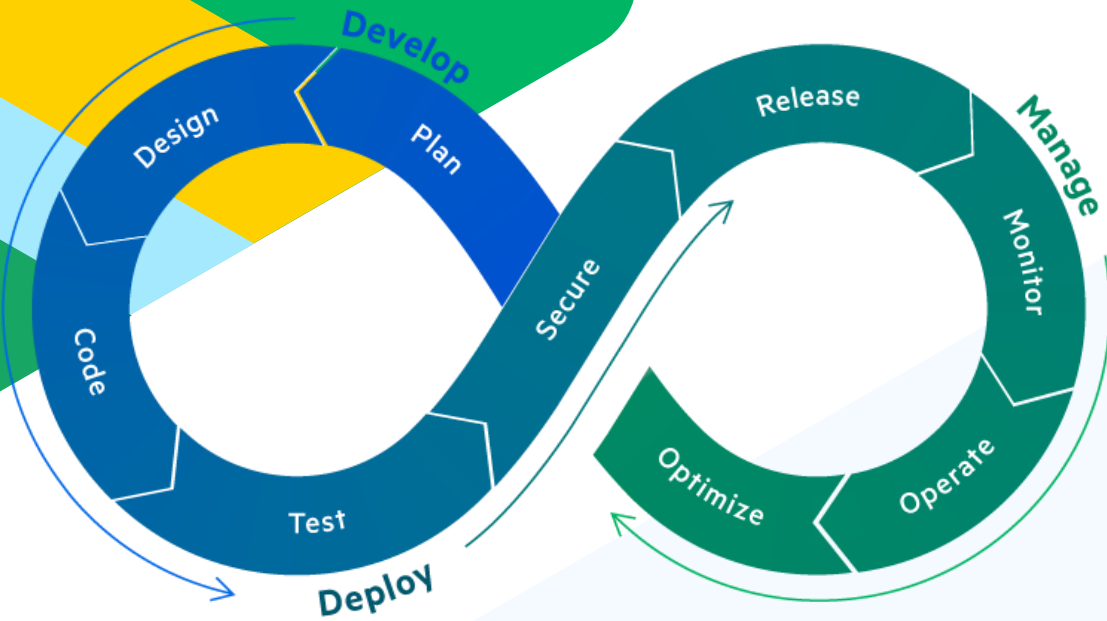 Develop
Plan
Design
Code
Test
Deploy
Secure
Release
Manage
Monitor
Operate
Optimize